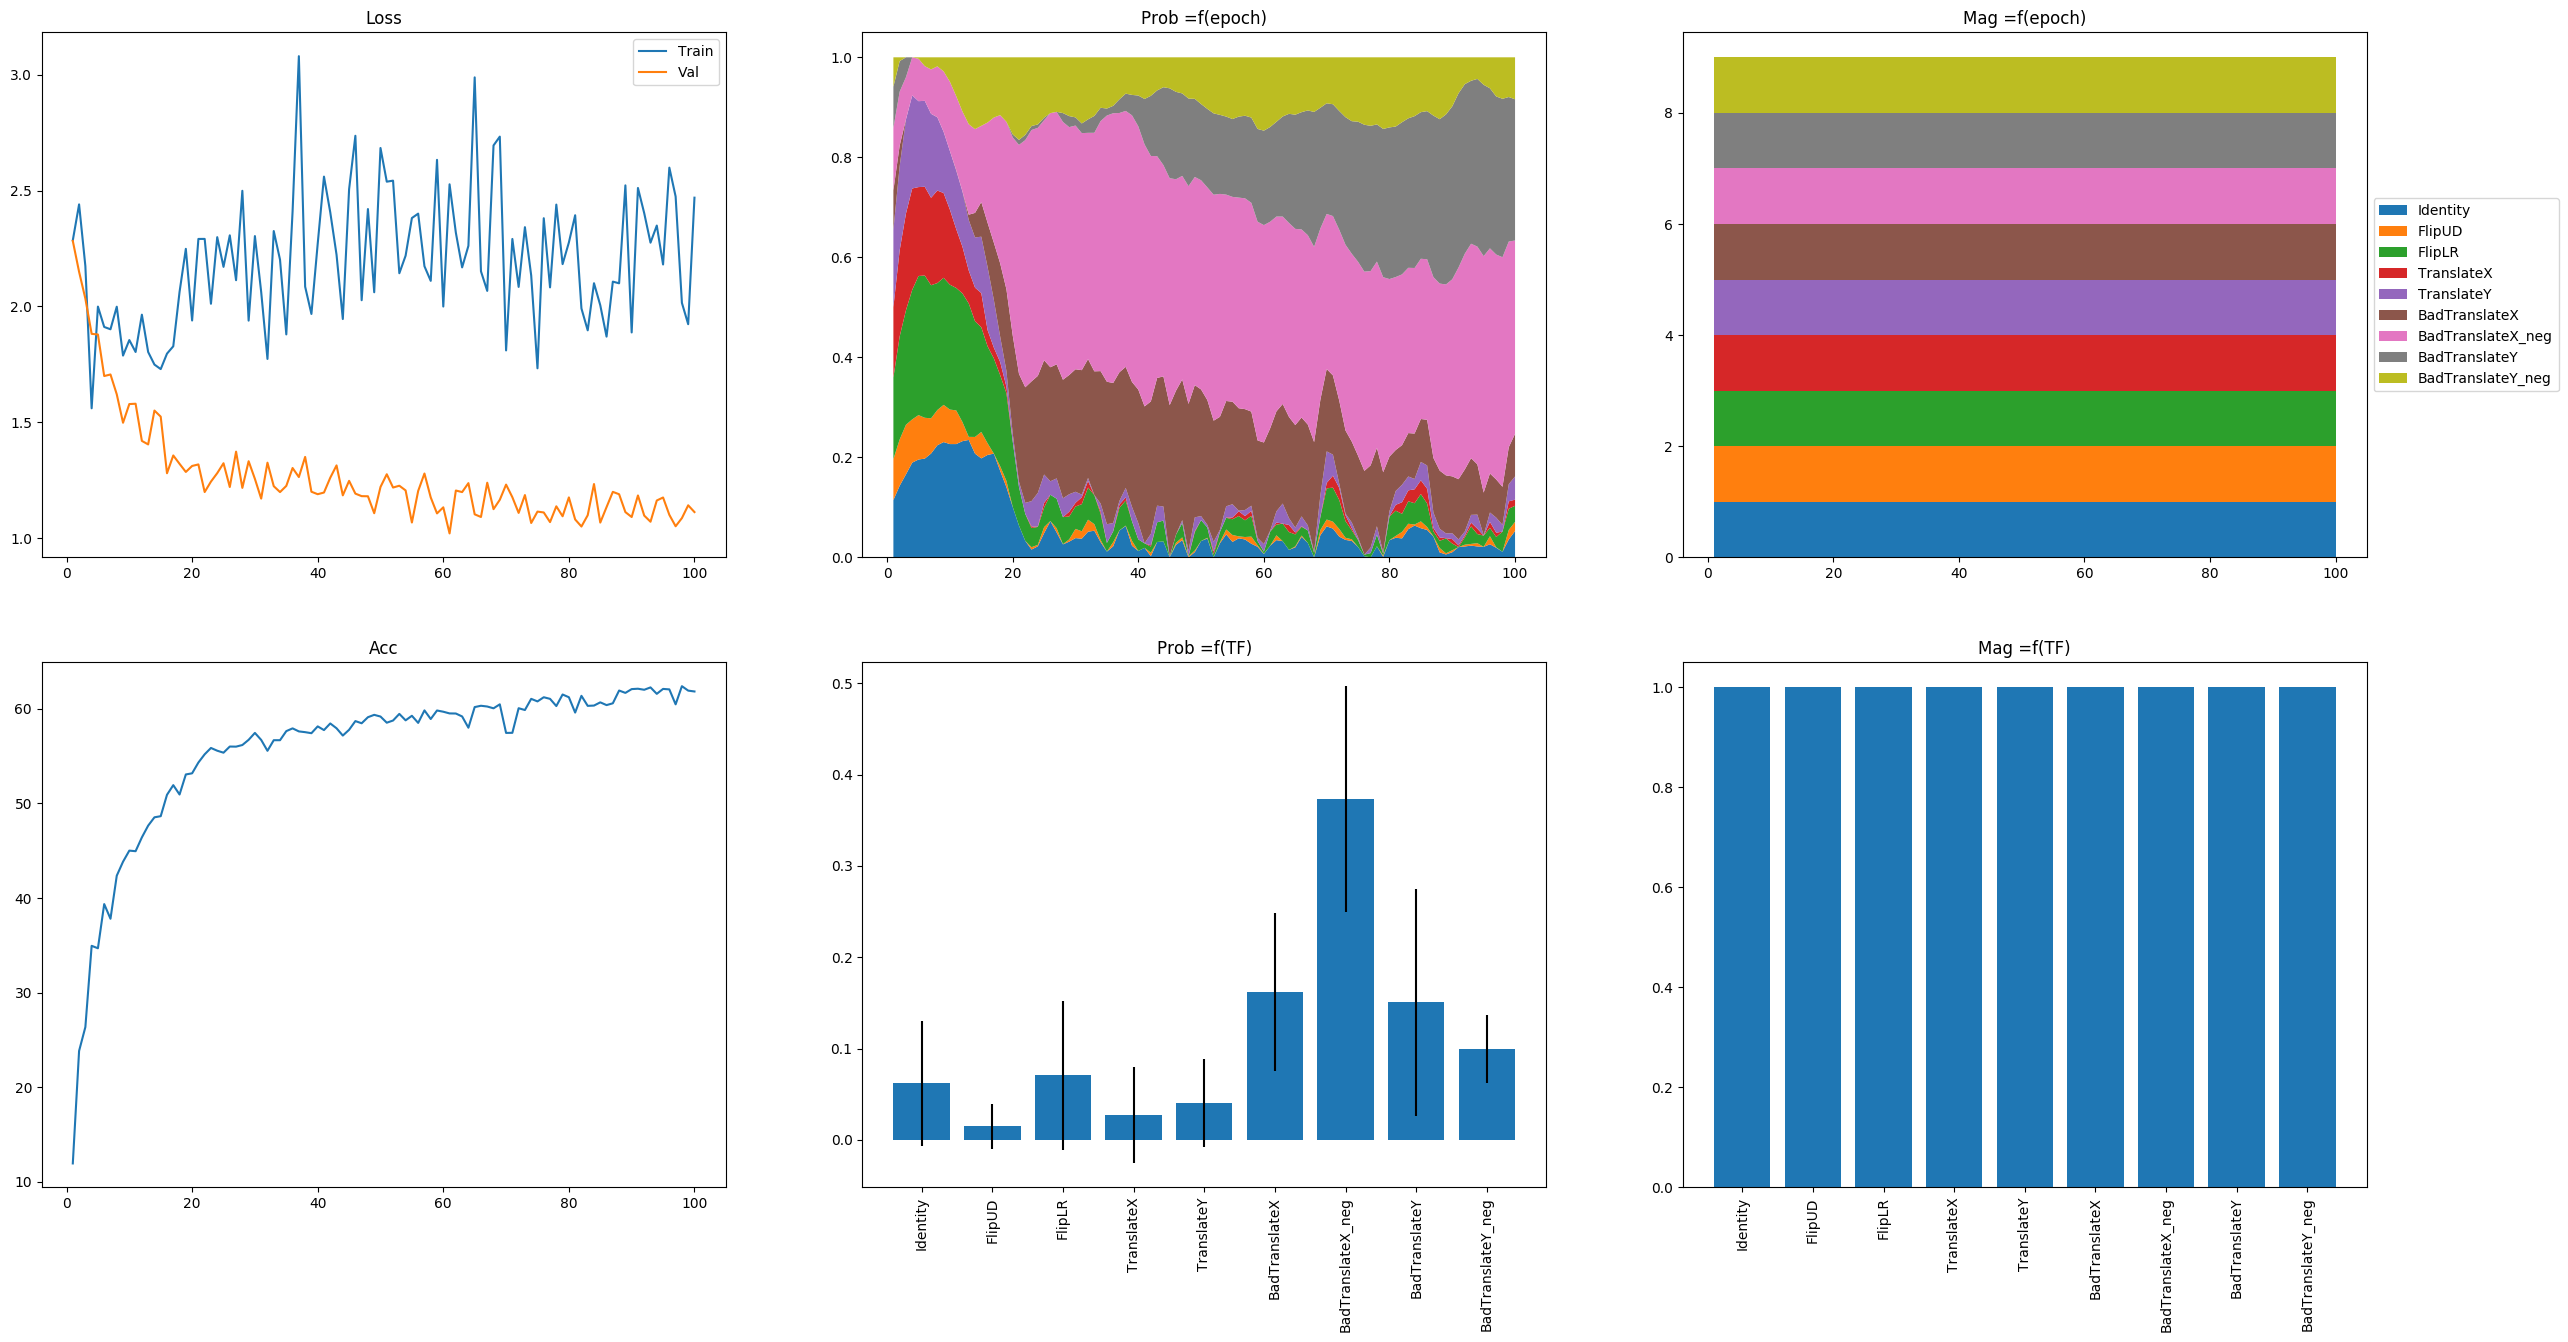 Loss
3.0
2.5
2.0
1.5
1.0
0 20 40 60 80 100
Train
Val
Prob =f(epoch)
1.0
0.8
0.6
0.4
0.2
0.0
0 20 40 60 80 100
Mag =f(epoch)
8
6
4
2
0
0 20 40 60 80 100
Identity
FlipUD
FlipLR
TranslateX
TranslateY
BadTranslateX
BadTranslateX_neg
BadTranslateY
BadTranslateY_neg
Acc
60
50
40
30
20
10
0 20 40 60 80 100
Prob =f(TF)
0.5
0.4
0.3
0.2
0.1
0.0
Identity
FlipUD
FlipLR
TranslateX
TranslateY
BadTranslateX
BadTranslateX_neg
BadTranslateY
BadTranslateY_neg
Mag =f(TF)
1.0
0.8
0.6
0.4
0.2
0.0
Identity
FlipUD
FlipLR
TranslateX
TranslateY
BadTranslateX
BadTranslateX_neg
BadTranslateY
BadTranslateY_neg